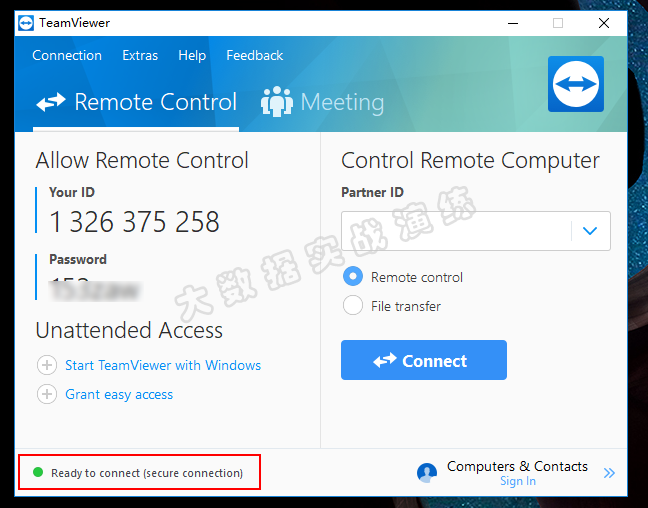 TeamViewer
Connection Extras Help Feedback
Remote Control Meeting
Allow Remote Control
Your ID
1 326 375 258
Password
Unattended Access
Start TeamViewer with Windows
Grant easy access
Control Remote Computer
Partner ID
Remote control
File transfer
Connect
Ready to connect (secure connection)
Computers & Contacts
Sign In
大数据实战演练